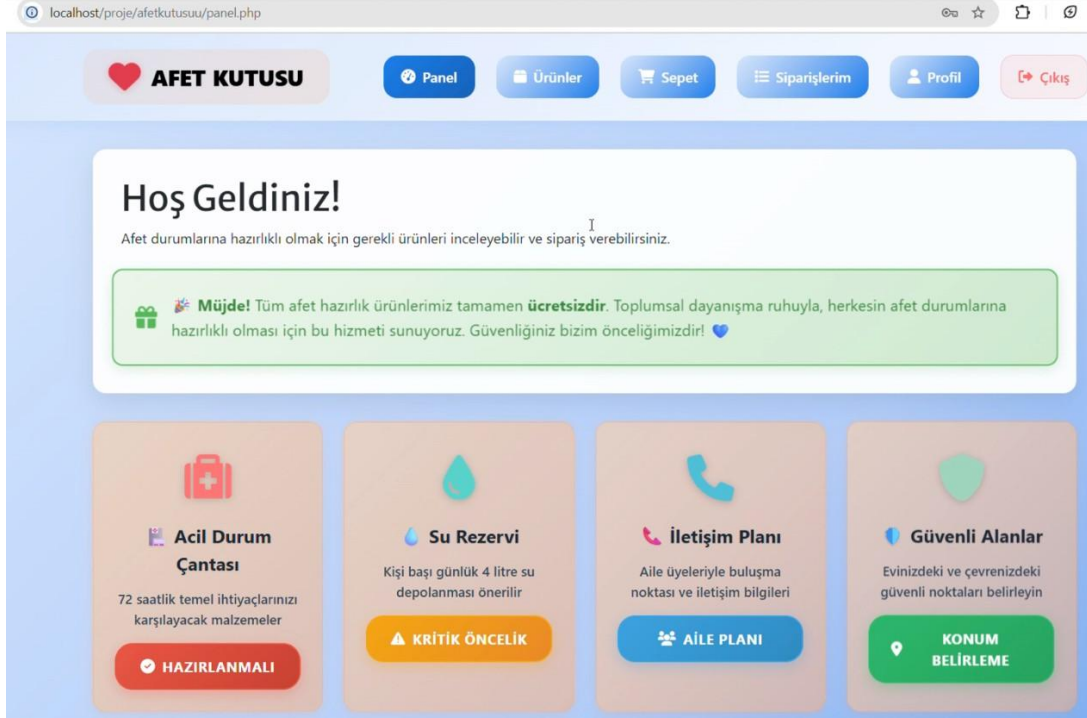 localhost/proje/afetkutusuu/panel.php
AFET KUTUSU
Panel
Ürünler
Sepet
Siparişlerim
Profil
Çıkış
Hoş Geldiniz!
Afet durumlarına hazırlıklı olmak için gerekli ürünleri inceleyebilir ve sipariş verebilirsiniz.
🎉 Müjde! Tüm afet hazırlık ürünlerimiz tamamen ücretsizdir. Toplumsal dayanışma ruhuyla, herkesin afet durumlarına
hazırlıklı olması için bu hizmeti sunuyoruz. Güvenliğiniz bizim önceliğimizdir! 💙
Acil Durum
Çantası
72 saatlik temel ihtiyaçlarınızı
karşılayacak malzemeler
HAZIRLANMALI
💧 Su Rezervi
Kişi başı günlük 4 litre su
depolanması önerilir
KRİTİK ÖNCELİK
📞 İletişim Planı
Aile üyeleriyle buluşma
noktası ve iletişim bilgileri
AİLE PLANI
🛡️ Güvenli Alanlar
Evinizdeki ve çevrenizdeki
güvenli noktaları belirleyin
KONUM
BELİRLEME